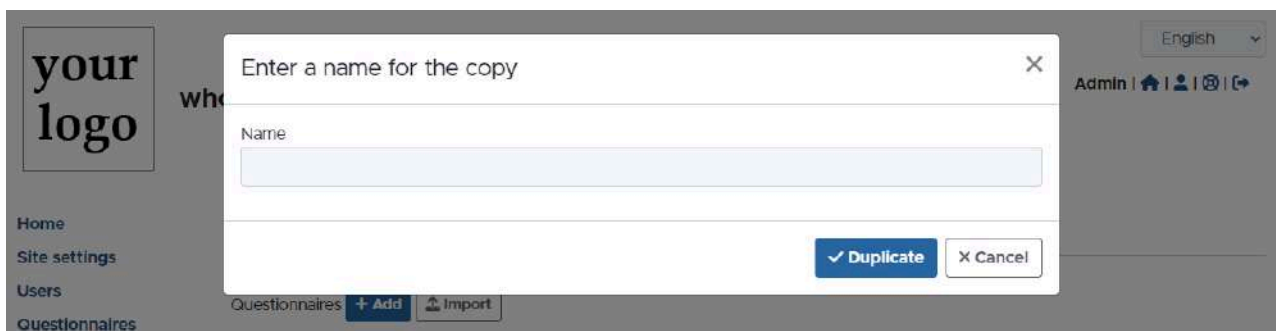 your
logo
who
English
Admin | | | |
Enter a name for the copy
Name
Duplicate
Cancel
Home
Site settings
Users
Questionnaires
Questionnaires + Add Import